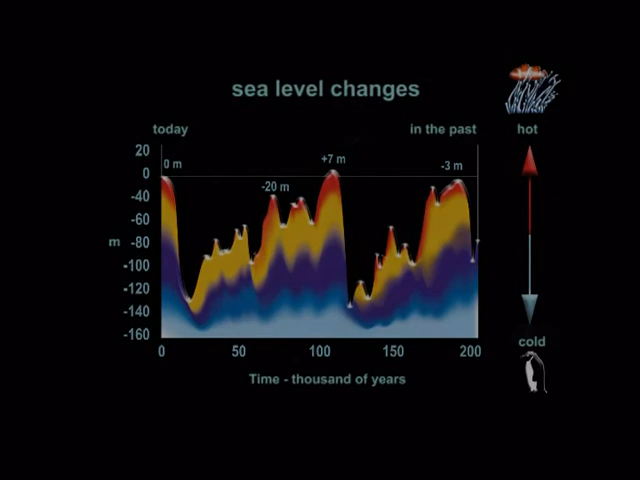 sea level changes
today
in the past
hot
20
0
-40
-60
-80
-100
-120
-140
-160
m
0 m
-20 m
+7 m
-3 m
0
50
100
150
200
Time - thousand of years
cold